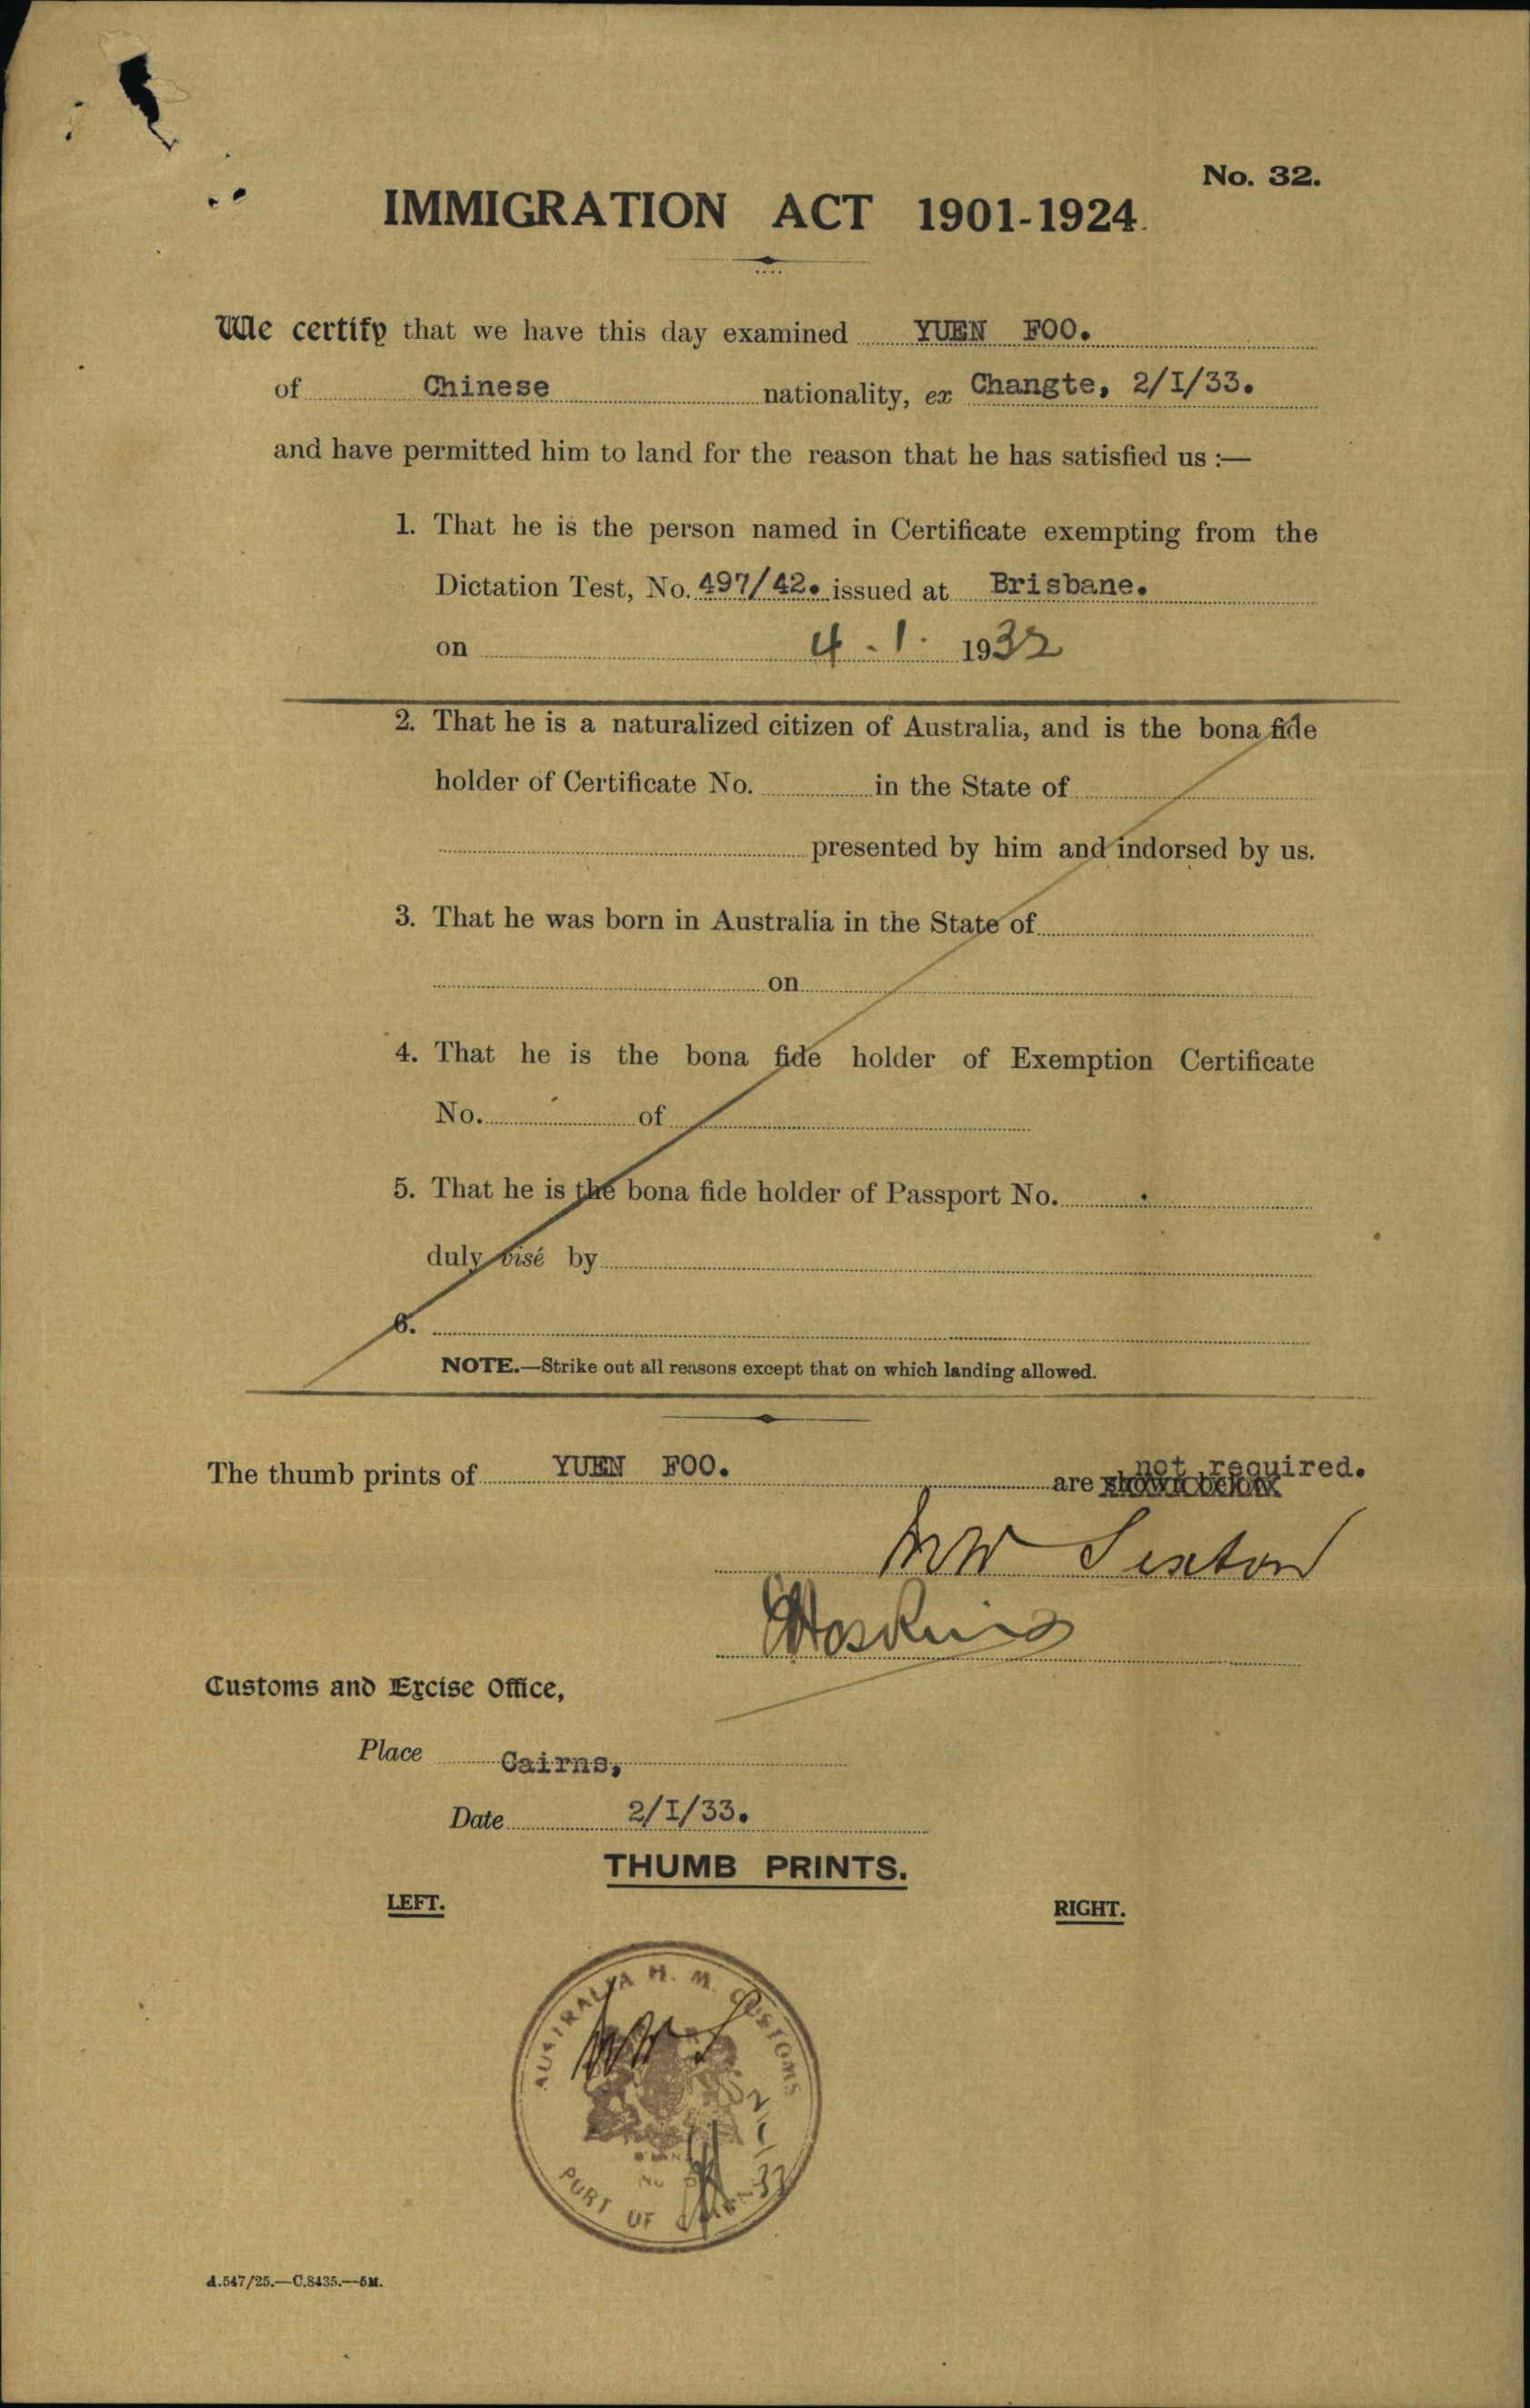 No. 32.
IMMIGRATION ACT 1901-1924.
We certify that we have this day examined YUEN FOO.
of Chinese nationality, ex Changte, 2/I/33.
and have permitted him to land for the reason that he has satisfied us :—
1. That he is the person named in Certificate exempting from the
Dictation Test, No. 497/42. issued at Brisbane.
on 4.1. 1932
2. That he is a naturalized citizen of Australia, and is the bona fide
holder of Certificate No. in the State of
presented by him and indorsed by us.
3. That he was born in Australia in the State of
on
4. That he is the bona fide holder of Exemption Certificate
No. of
5. That he is the bona fide holder of Passport No.
duly visé by
6.
NOTE.—Strike out all reasons except that on which landing allowed.
The thumb prints of YUEN FOO. are shown below not required.
MW Sexton
Hoskins
Customs and Excise Office,
Place Cairns,
Date 2/I/33.
THUMB PRINTS.
LEFT.
RIGHT.
AUSTRALIA H. M. CUSTOMS
PORT OF
A.547/25.—C.8435.—5M.